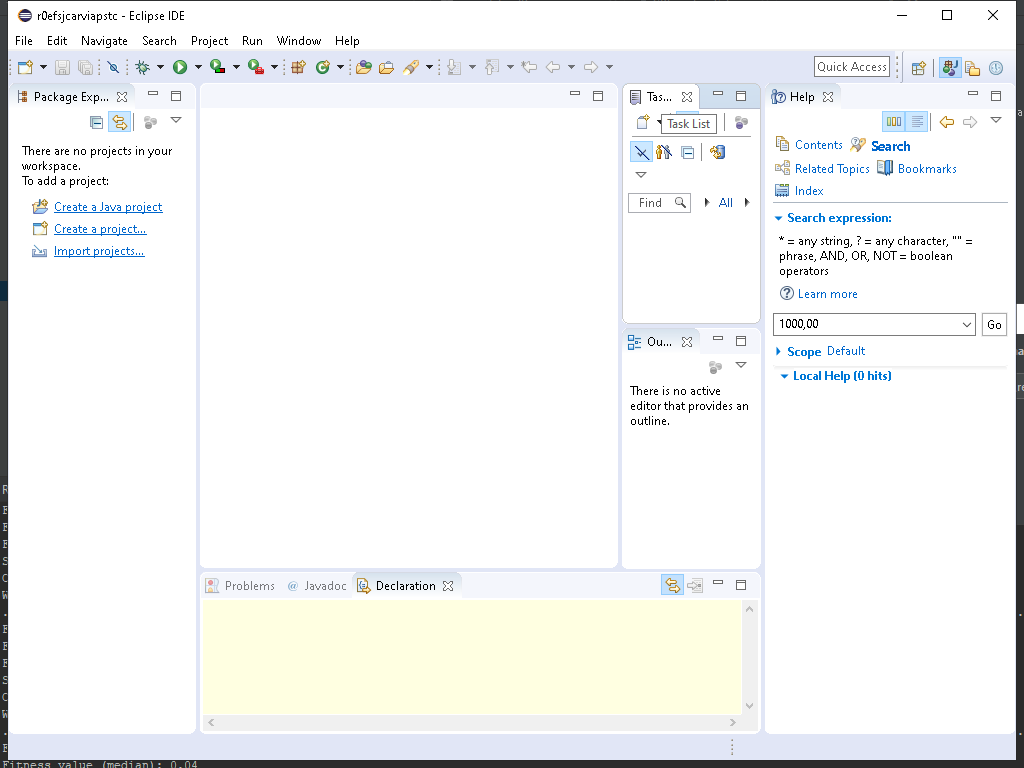 r0efsjcarviapstc - Eclipse IDE
File Edit Navigate Search Project Run Window Help
Quick Access
Package Exp...
There are no projects in your
workspace.
To add a project:
Create a Java project
Create a project...
Import projects...
Tas...
Task List
Find
All
Ou...
There is no active
editor that provides an
outline.
Help
Contents Search
Related Topics Bookmarks
Index
Search expression:
* = any string, ? = any character, "" =
phrase, AND, OR, NOT = boolean
operators
Learn more
1000,00
Go
Scope Default
Local Help (0 hits)
Problems @ Javadoc Declaration
Fitness value (median): 0.04